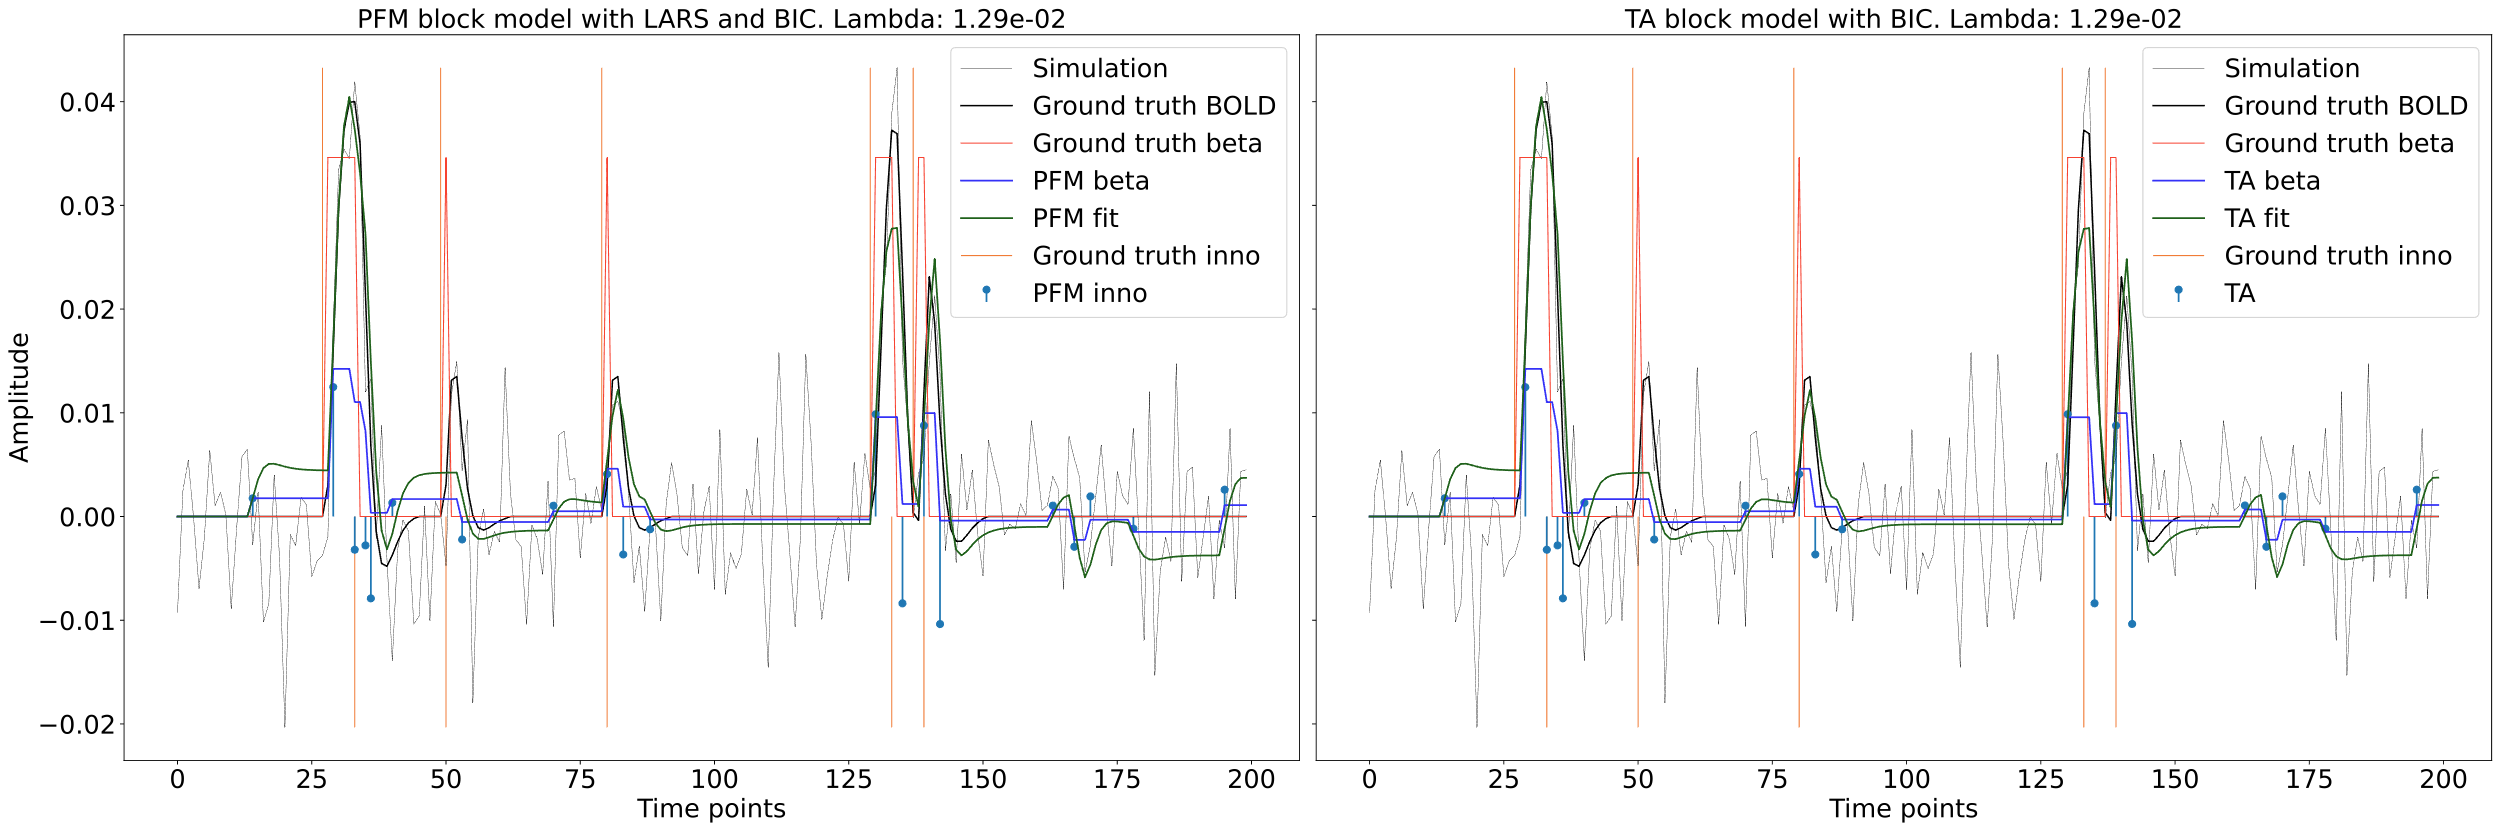 PFM block model with LARS and BIC. Lambda: 1.29e-02
Amplitude
0.04
0.03
0.02
0.01
0.00
−0.01
−0.02
Simulation
Ground truth BOLD
Ground truth beta
PFM beta
PFM fit
Ground truth inno
PFM inno
0 25 50 75 100 125 150 175 200
Time points
TA block model with BIC. Lambda: 1.29e-02
Simulation
Ground truth BOLD
Ground truth beta
TA beta
TA fit
Ground truth inno
TA
0 25 50 75 100 125 150 175 200
Time points